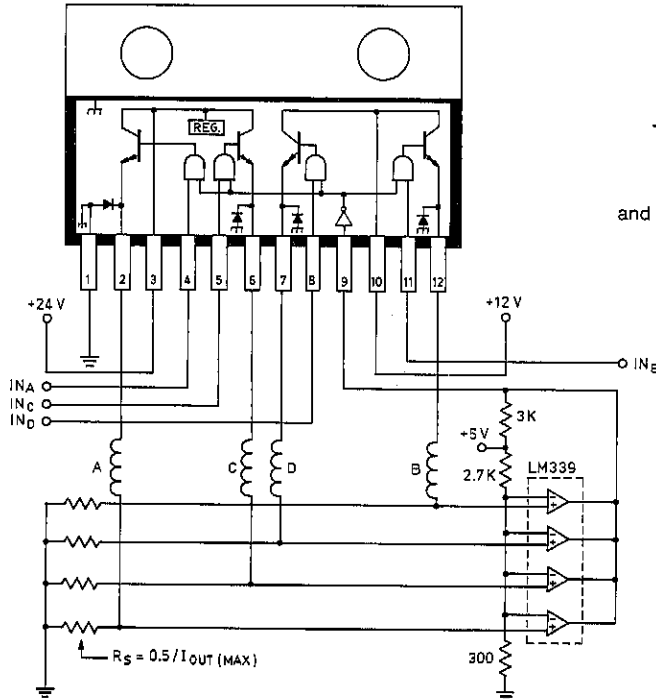 REG.
and
1 2 3 4 5 6 7 8 9 10 11 12
+24 V
+12 V
IN_A
IN_C
IN_D
IN_B
3K
+5 V
2.7K
LM339
A
C
D
B
- +
- +
- +
- +
R_S = 0.5/I_OUT (MAX)
300